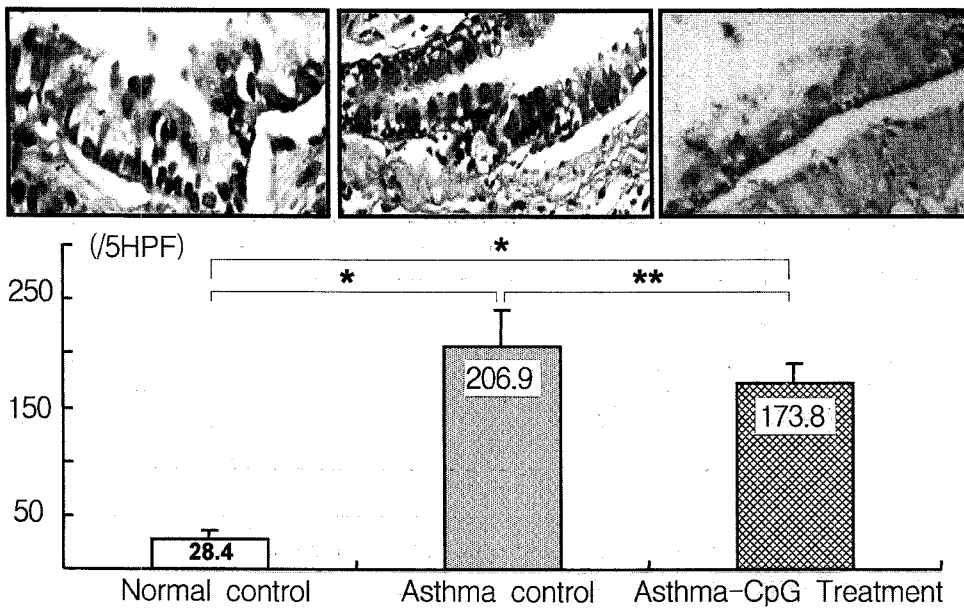 (/5HPF)
*
*
**
250
206.9
173.8
150
50
28.4
Normal control
Asthma control
Asthma-CpG Treatment